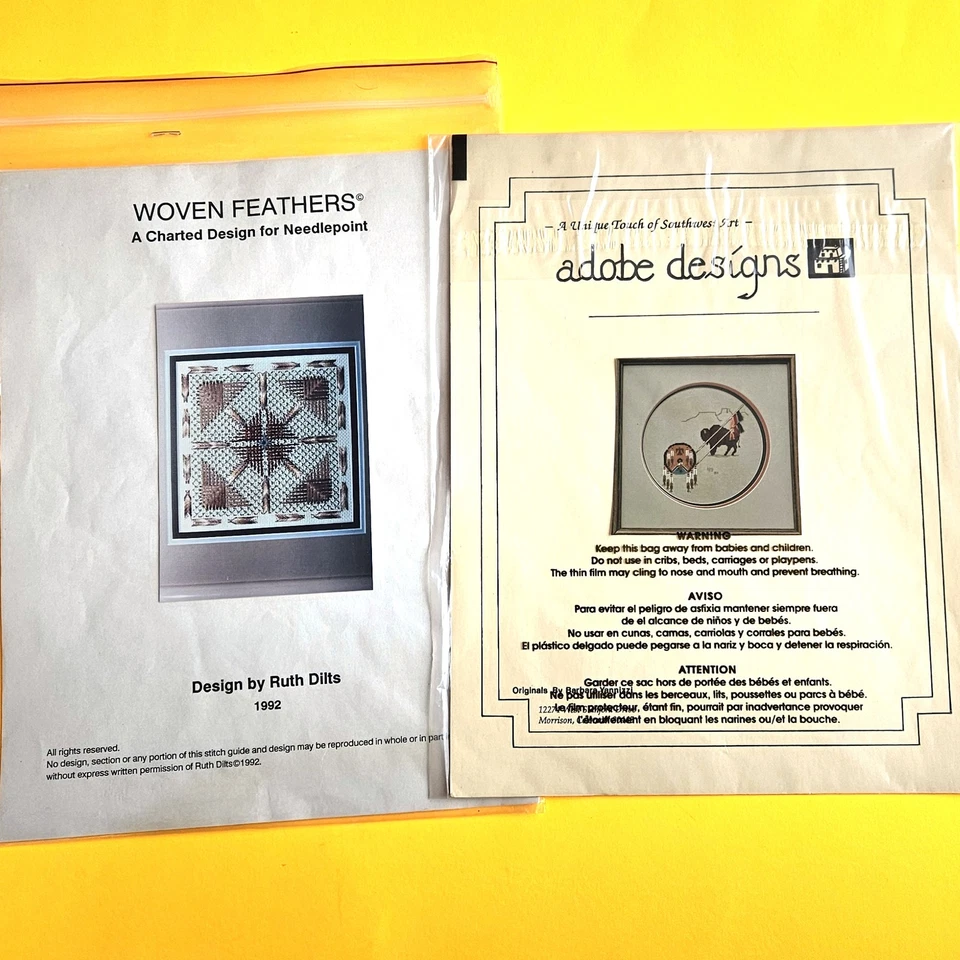 WOVEN FEATHERS©
A Charted Design for Needlepoint
Design by Ruth Dilts
1992
All rights reserved.
No design, section or any portion of this stitch guide and design may be reproduced in whole or in part
without express written permission of Ruth Dilts©1992.
A Unique Touch of Southwest Art
adobe designs
WARNING
Keep this bag away from babies and children.
Do not use in cribs, beds, carriages or playpens.
The thin film may cling to nose and mouth and prevent breathing.
AVISO
Para evitar el peligro de asfixia mantener siempre fuera
de el alcance de niños y de bebés.
No usar en cunas, camas, carriolas y corrales para bebés.
El plástico delgado puede pegarse a la nariz y boca y detener la respiración.
ATTENTION
Garder ce sac hors de portée des bébés et enfants.
Originals By Barbara
Ne pas utiliser dans les berceaux, lits, poussettes ou parcs à bébé.
Le film protecteur, étant fin, pourrait par inadvertance provoquer
Morrison,
l'étouffement en bloquant les narines ou/et la bouche.